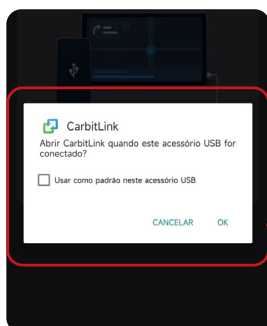 CarbitLink
Abrir CarbitLink quando este acessório USB for
conectado?
Usar como padrão neste acessório USB
CANCELAR OK